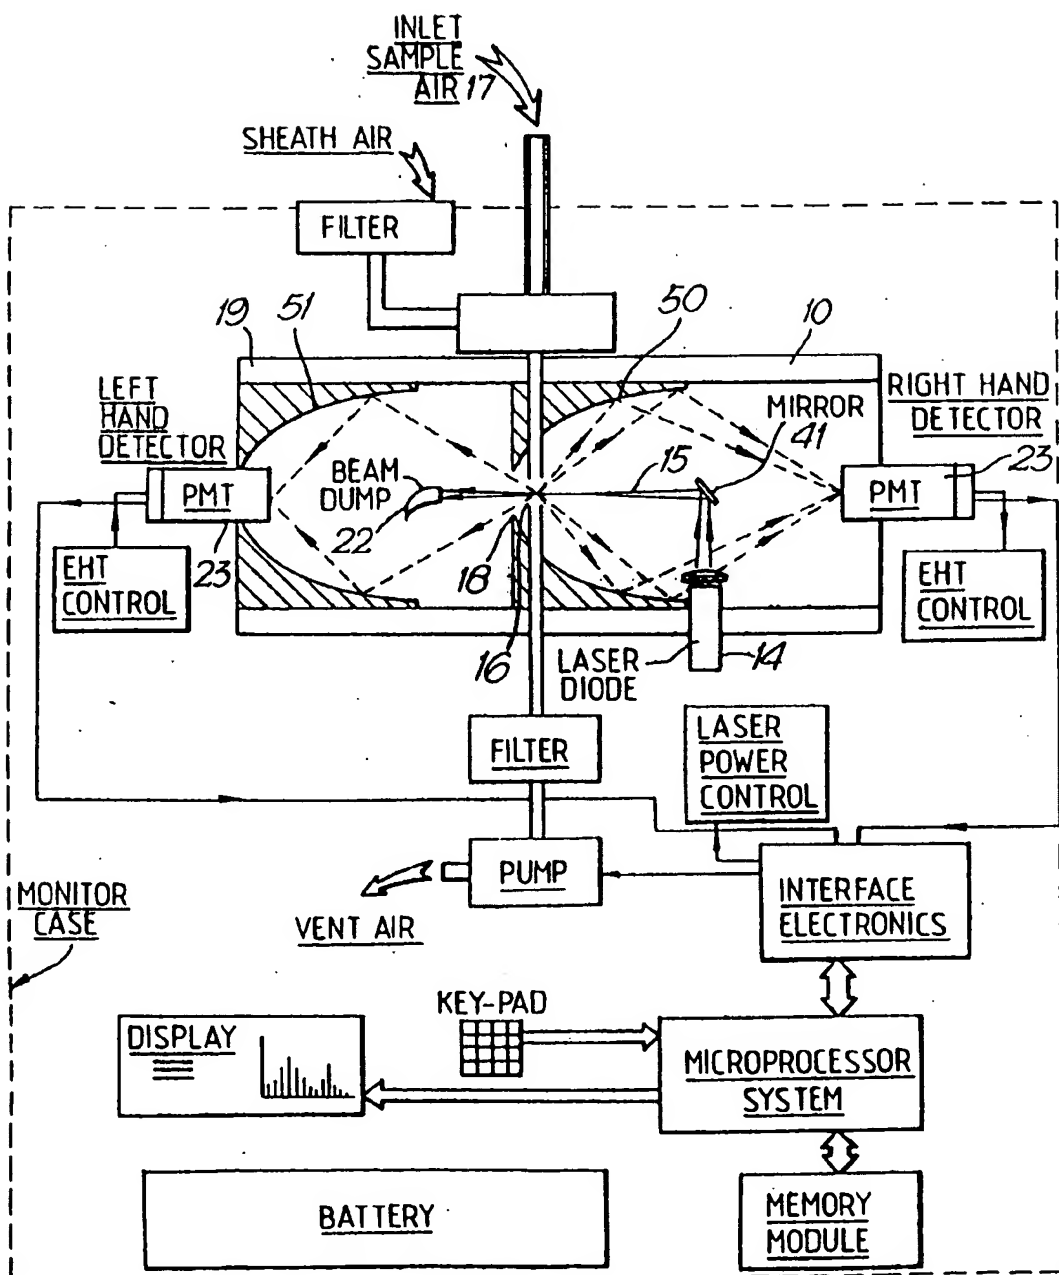 INLET
SAMPLE
AIR 17
SHEATH AIR
FILTER
19
51
50
10
LEFT
HAND
DETECTOR
RIGHT HAND
DETECTOR
MIRROR
41
15
23
BEAM
DUMP
22
PMT
PMT
23
18
EHT
CONTROL
EHT
CONTROL
16
LASER
DIODE
14
FILTER
LASER
POWER
CONTROL
PUMP
VENT AIR
INTERFACE
ELECTRONICS
MONITOR
CASE
KEY-PAD
DISPLAY
MICROPROCESSOR
SYSTEM
BATTERY
MEMORY
MODULE